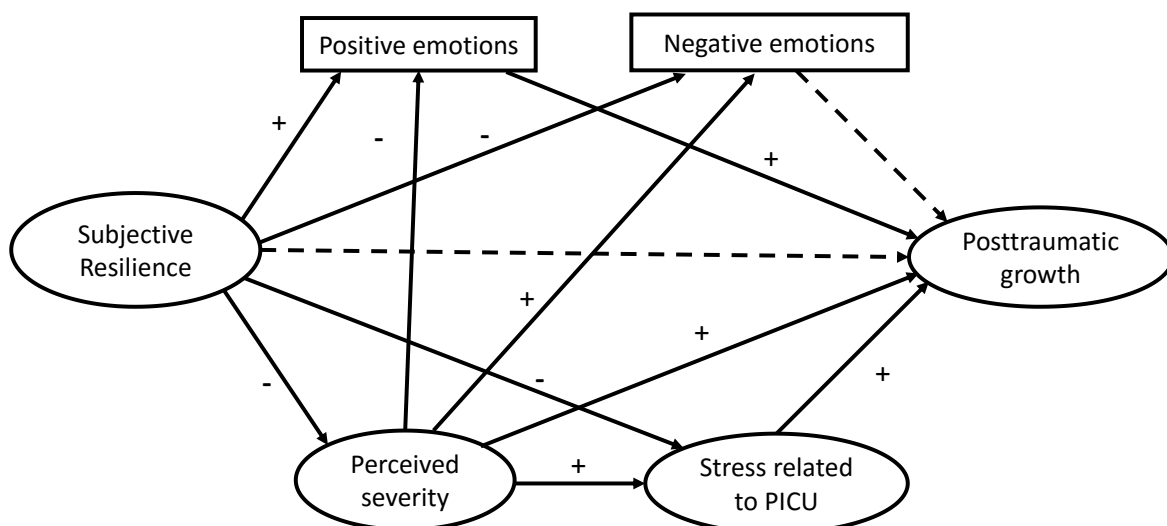 Positive emotions
Negative emotions
+
-
-
+
Subjective
Resilience
Posttraumatic
growth
+
+
-
-
+
Perceived
severity
+
Stress related
to PICU